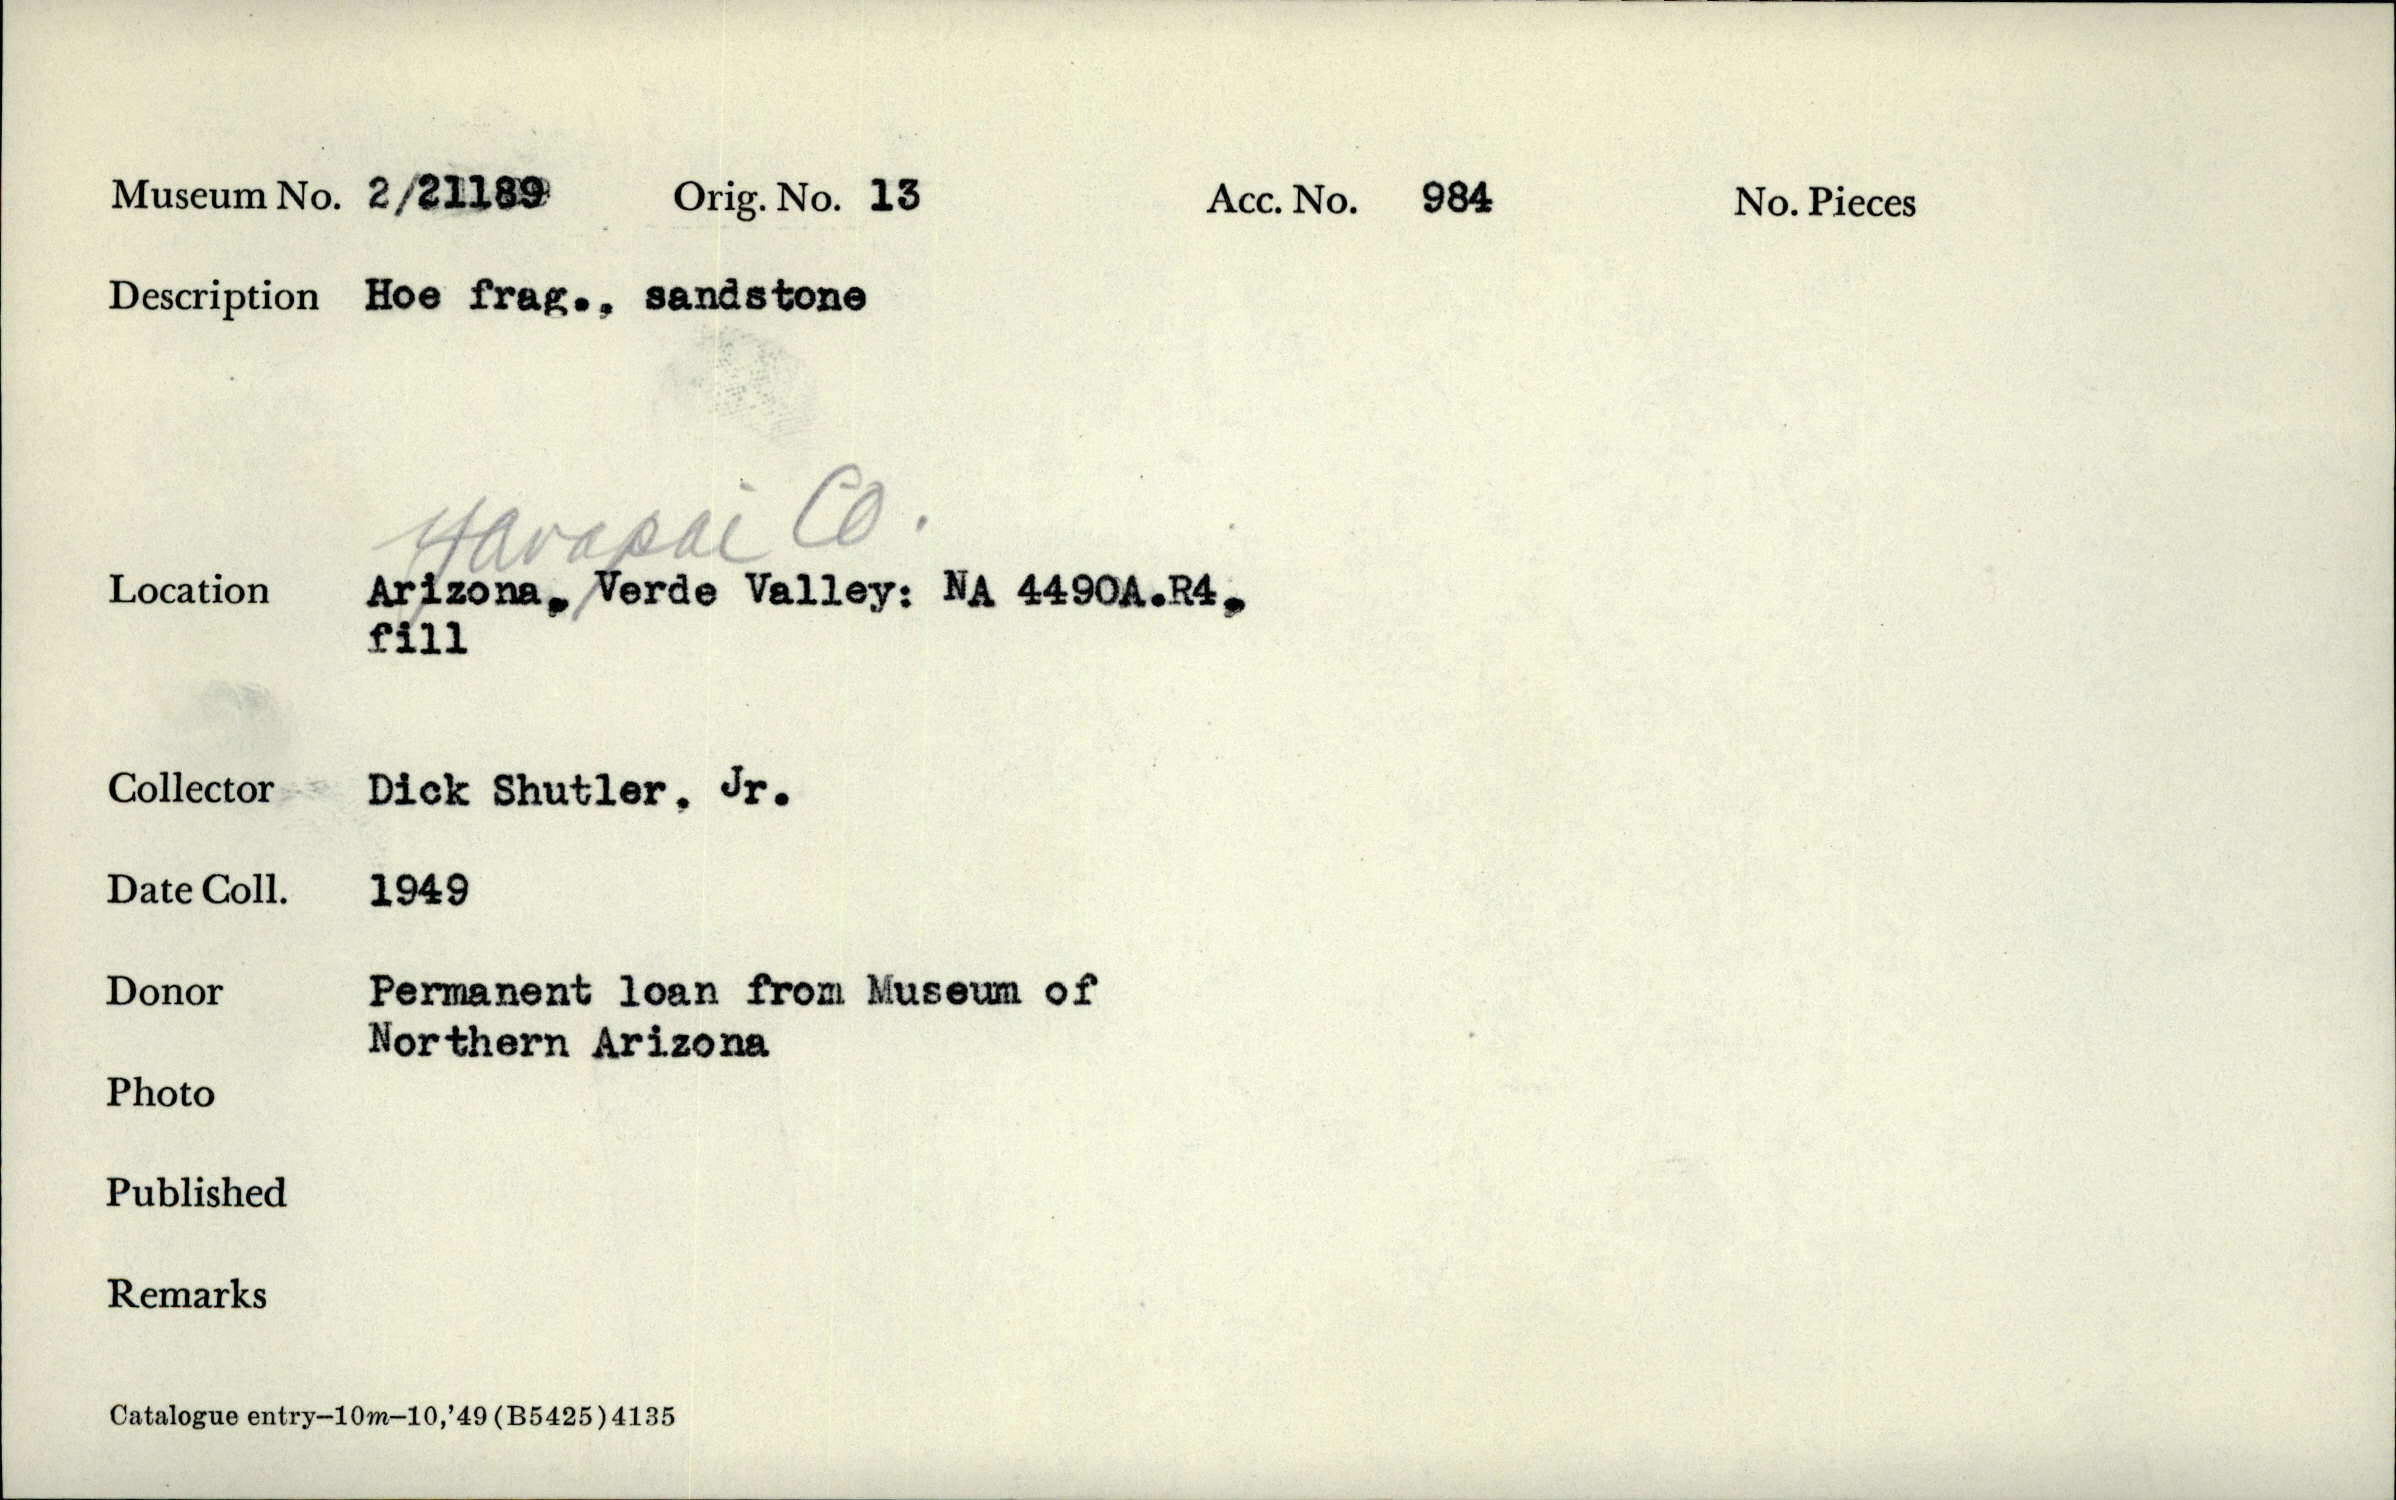 Museum No. 2/21189 Orig. No. 13 Acc. No. 984 No. Pieces
Description Hoe frag., sandstone
Yavapai Co.
Location Arizona, Verde Valley: NA 4490A.R4,
fill
Collector Dick Shutler, Jr.
Date Coll. 1949
Donor Permanent loan from Museum of
Northern Arizona
Photo
Published
Remarks
Catalogue entry—10m—10,'49 (B5425) 4135